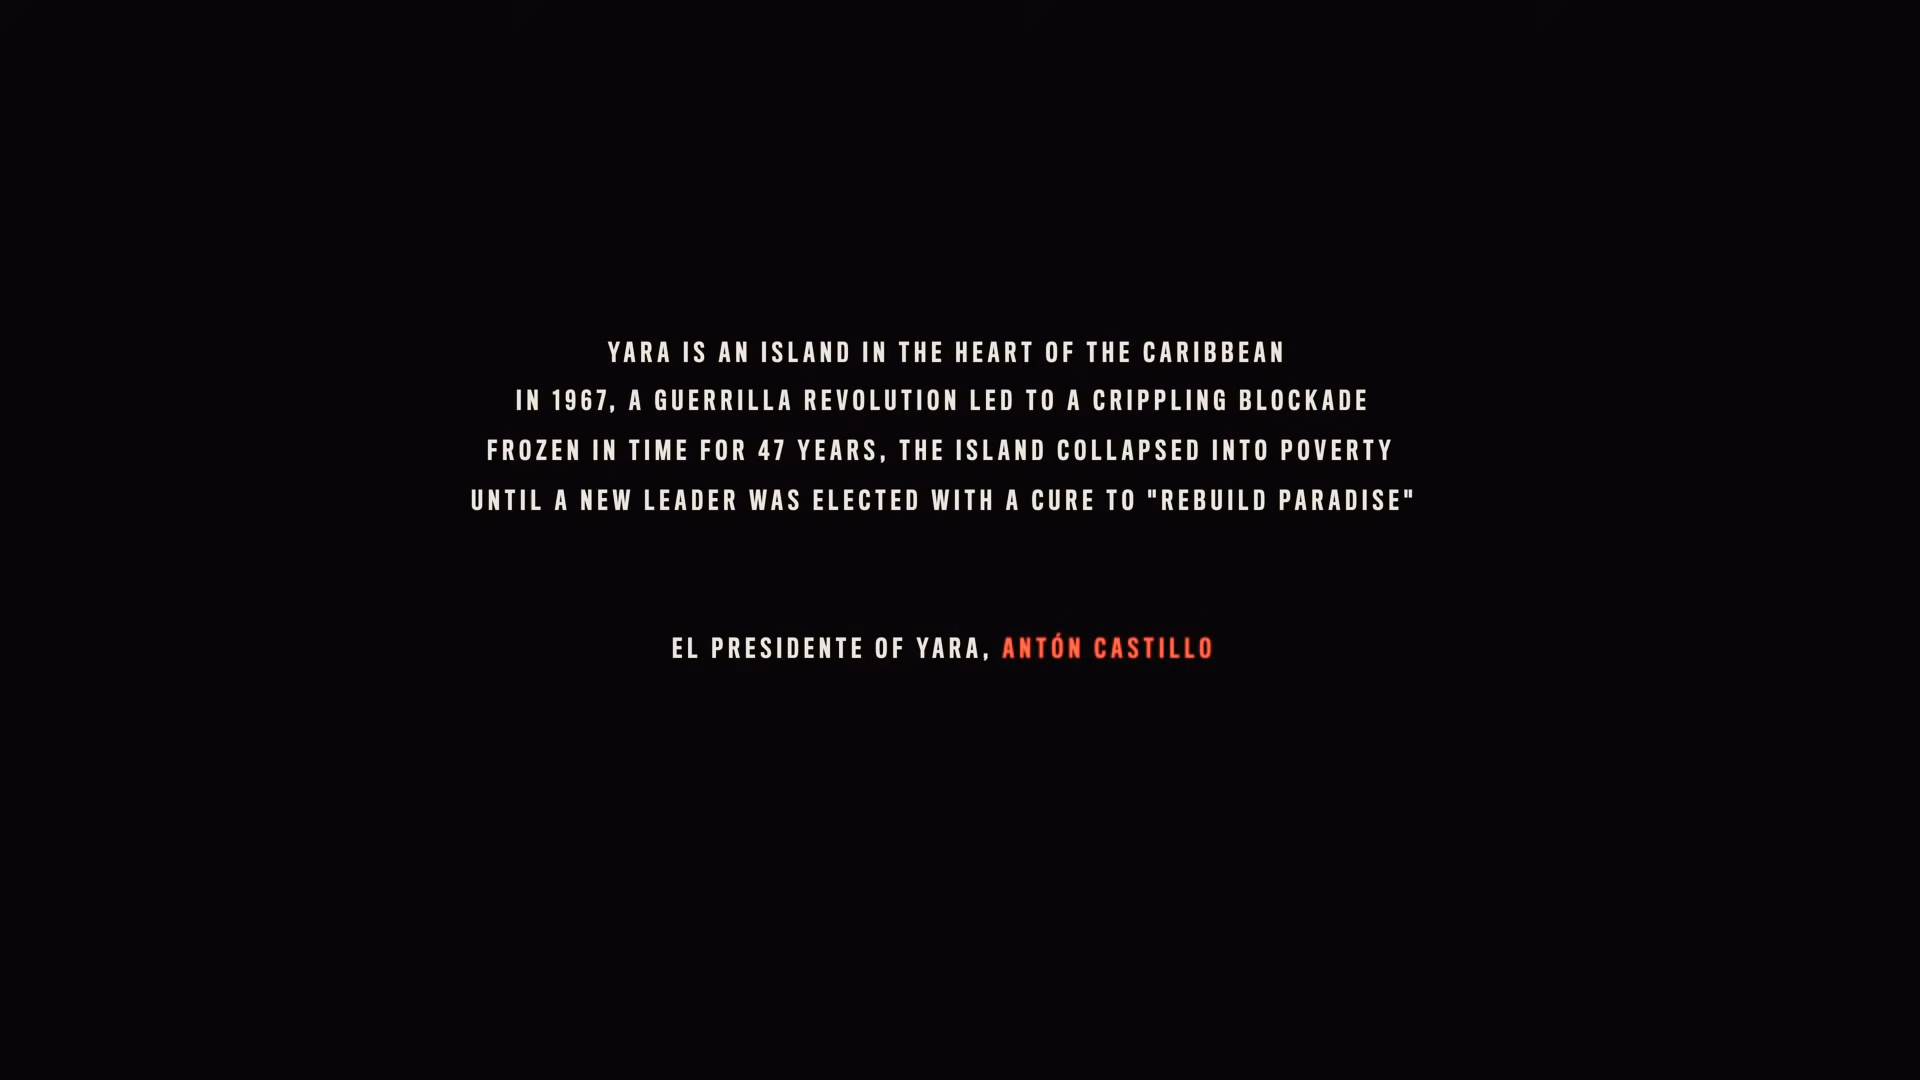 YARA IS AN ISLAND IN THE HEART OF THE CARIBBEAN
IN 1967, A GUERRILLA REVOLUTION LED TO A CRIPPLING BLOCKADE
FROZEN IN TIME FOR 47 YEARS, THE ISLAND COLLAPSED INTO POVERTY
UNTIL A NEW LEADER WAS ELECTED WITH A CURE TO "REBUILD PARADISE"
EL PRESIDENTE OF YARA, ANTÓN CASTILLO